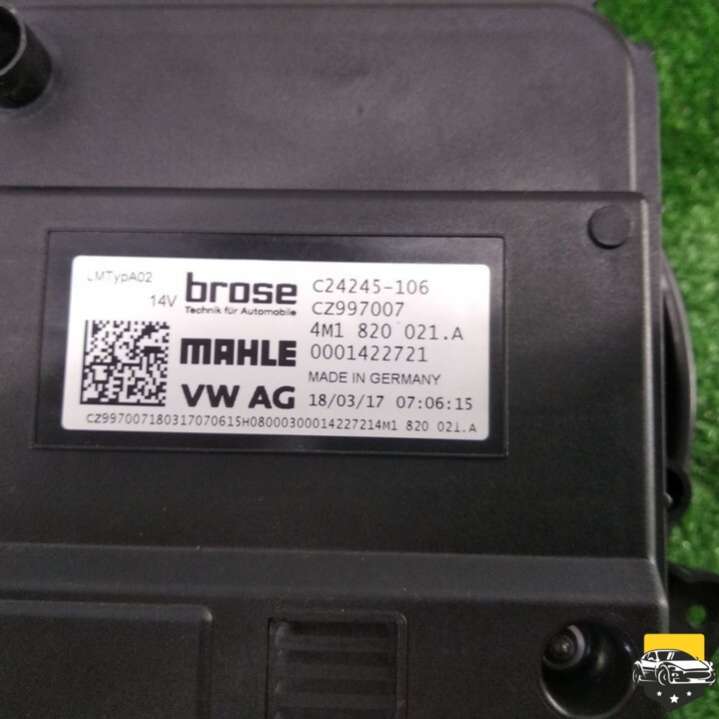 LMTypA02
14V
brose
Technik für Automobile
MAHLE
VW AG
C24245-106
CZ997007
4M1 820 021.A
0001422721
MADE IN GERMANY
18/03/17 07:06:15
CZ997007180317070615H08000300014227214M1 820 021.A